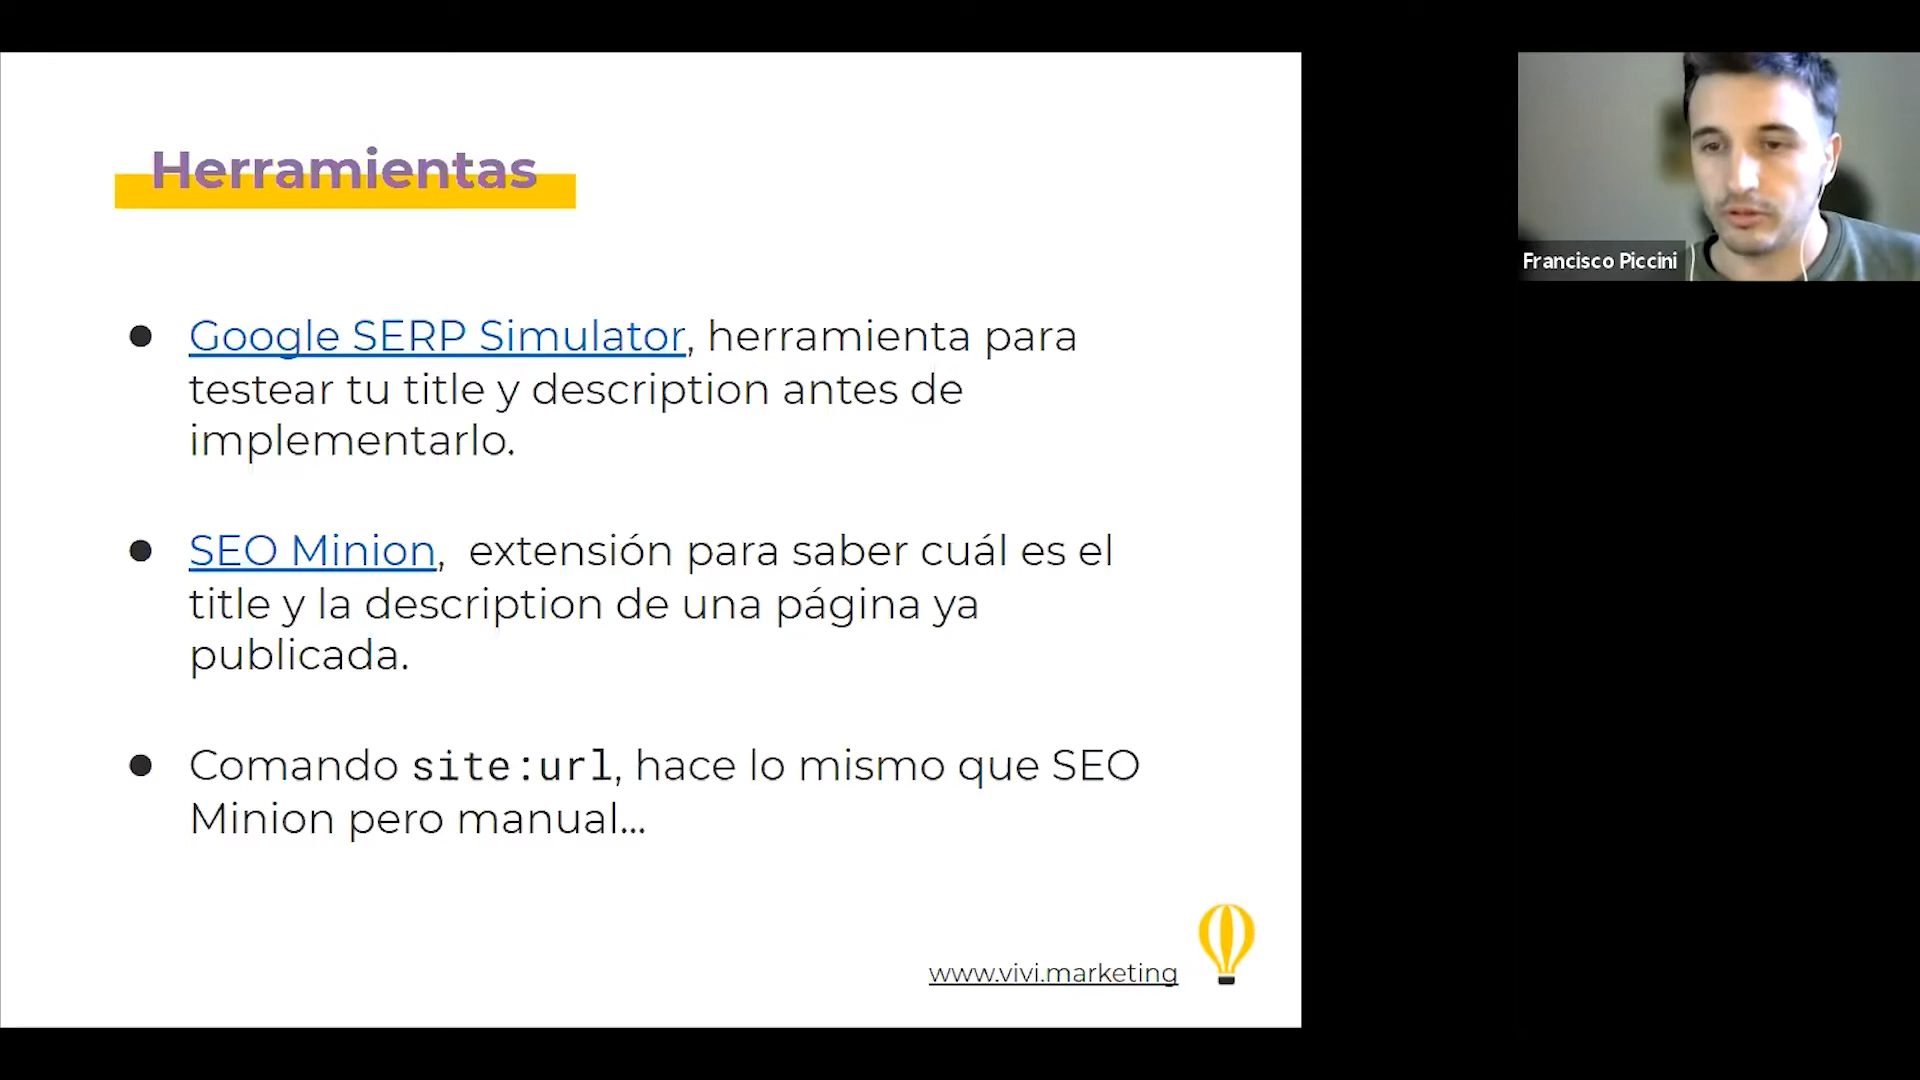 Herramientas
Francisco Piccini
● Google SERP Simulator, herramienta para
testear tu title y description antes de
implementarlo.
● SEO Minion,  extensión para saber cuál es el
title y la description de una página ya
publicada.
● Comando site:url, hace lo mismo que SEO
Minion pero manual...
www.vivi.marketing